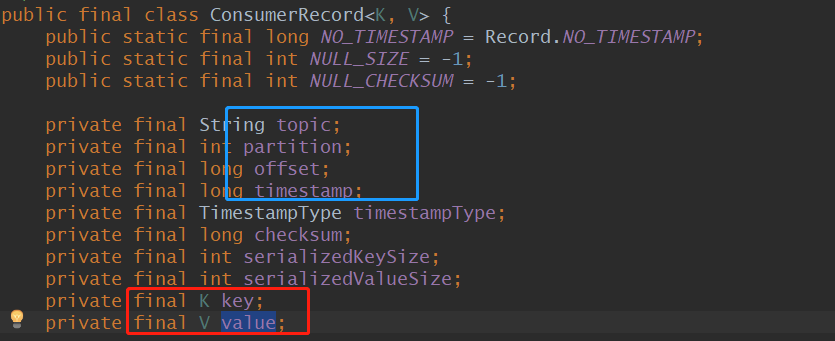 public final class ConsumerRecord<K, V> {
public static final long NO_TIMESTAMP = Record.NO_TIMESTAMP;
public static final int NULL_SIZE = -1;
public static final int NULL_CHECKSUM = -1;
private final String topic;
private final int partition;
private final long offset;
private final long timestamp;
private final TimestampType timestampType;
private final long checksum;
private final int serializedKeySize;
private final int serializedValueSize;
private final K key;
private final V value;